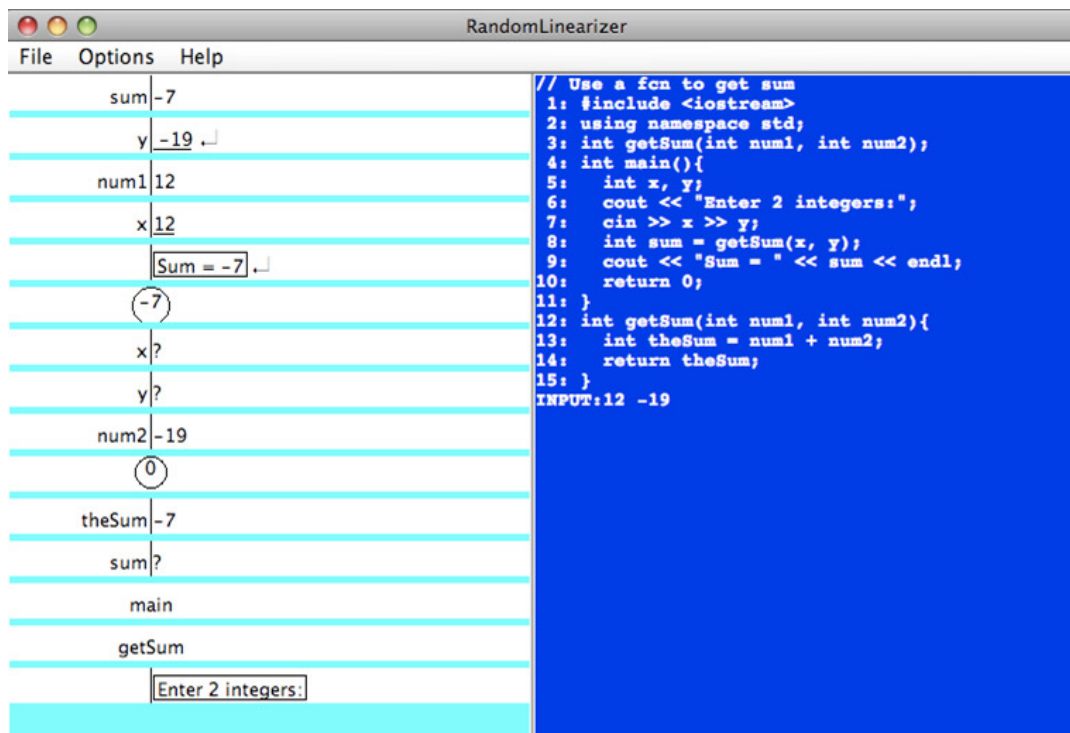 RandomLinearizer
File Options Help
sum -7
y -19
num1 12
x 12
Sum = -7
-7
x ?
y ?
num2 -19
0
theSum -7
sum ?
main
getSum
Enter 2 integers:
// Use a fcn to get sum
1: #include <iostream>
2: using namespace std;
3: int getSum(int num1, int num2);
4: int main(){
5: int x, y;
6: cout << "Enter 2 integers:";
7: cin >> x >> y;
8: int sum = getSum(x, y);
9: cout << "Sum = " << sum << endl;
10: return 0;
11: }
12: int getSum(int num1, int num2){
13: int theSum = num1 + num2;
14: return theSum;
15: }
INPUT:12 -19